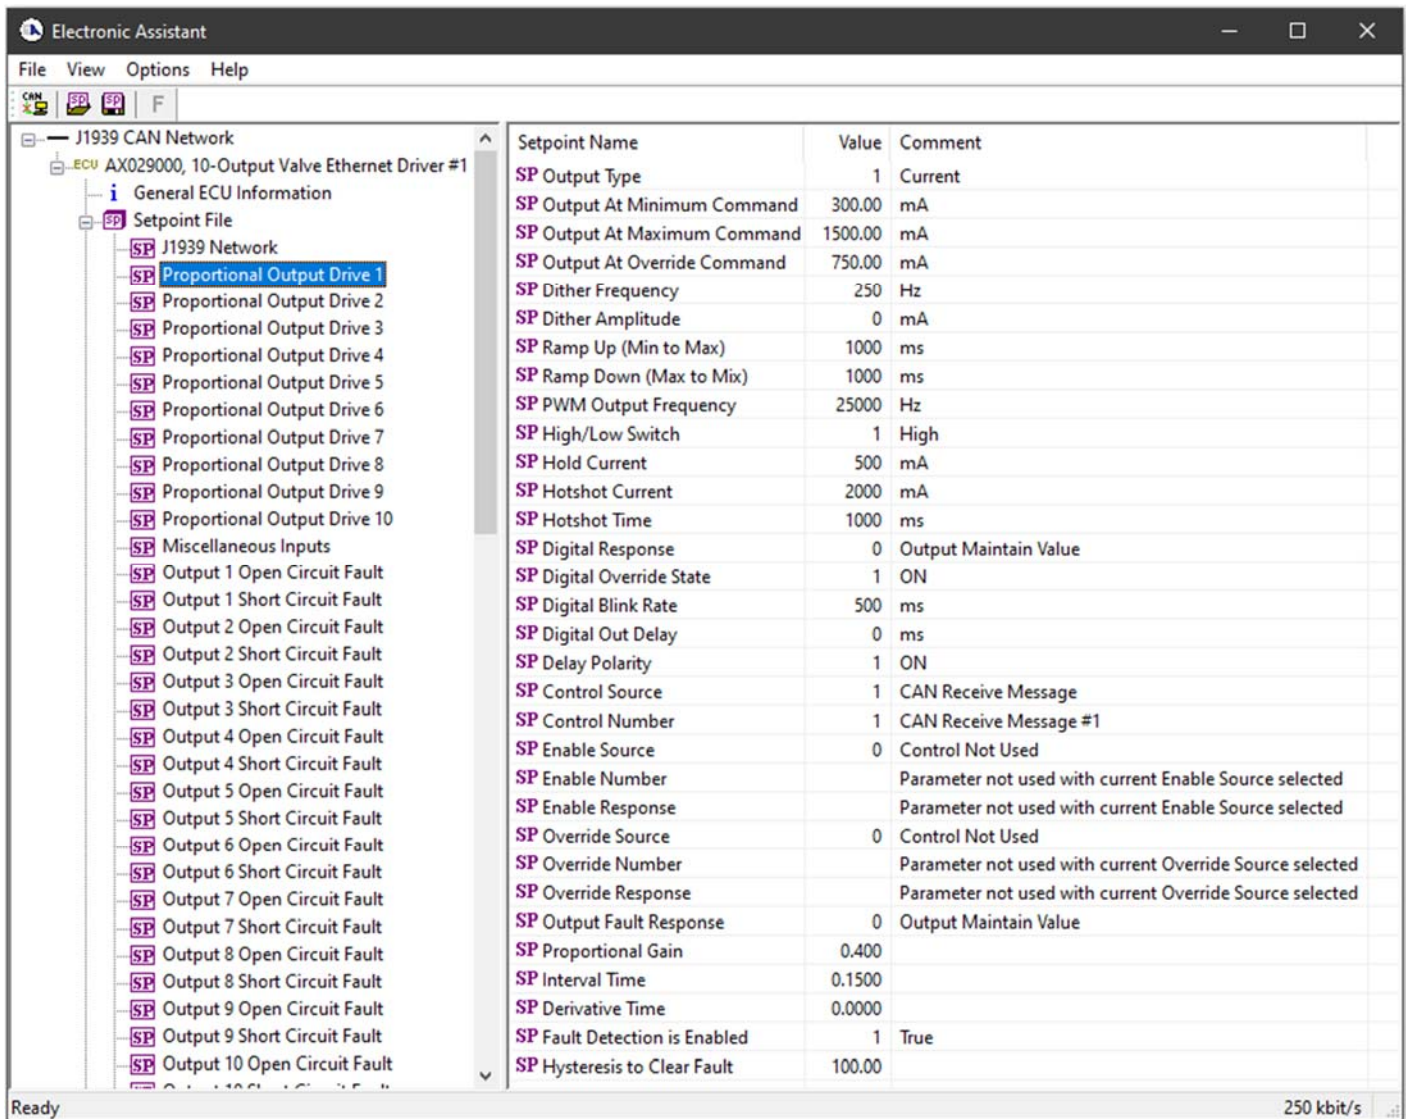 Electronic Assistant
File View Options Help
CAN SP SP F
J1939 CAN Network
ECU AX029000, 10-Output Valve Ethernet Driver #1
i General ECU Information
SP Setpoint File
SP J1939 Network
SP Proportional Output Drive 1
SP Proportional Output Drive 2
SP Proportional Output Drive 3
SP Proportional Output Drive 4
SP Proportional Output Drive 5
SP Proportional Output Drive 6
SP Proportional Output Drive 7
SP Proportional Output Drive 8
SP Proportional Output Drive 9
SP Proportional Output Drive 10
SP Miscellaneous Inputs
SP Output 1 Open Circuit Fault
SP Output 1 Short Circuit Fault
SP Output 2 Open Circuit Fault
SP Output 2 Short Circuit Fault
SP Output 3 Open Circuit Fault
SP Output 3 Short Circuit Fault
SP Output 4 Open Circuit Fault
SP Output 4 Short Circuit Fault
SP Output 5 Open Circuit Fault
SP Output 5 Short Circuit Fault
SP Output 6 Open Circuit Fault
SP Output 6 Short Circuit Fault
SP Output 7 Open Circuit Fault
SP Output 7 Short Circuit Fault
SP Output 8 Open Circuit Fault
SP Output 8 Short Circuit Fault
SP Output 9 Open Circuit Fault
SP Output 9 Short Circuit Fault
SP Output 10 Open Circuit Fault
Setpoint Name Value Comment
SP Output Type 1 Current
SP Output At Minimum Command 300.00 mA
SP Output At Maximum Command 1500.00 mA
SP Output At Override Command 750.00 mA
SP Dither Frequency 250 Hz
SP Dither Amplitude 0 mA
SP Ramp Up (Min to Max) 1000 ms
SP Ramp Down (Max to Mix) 1000 ms
SP PWM Output Frequency 25000 Hz
SP High/Low Switch 1 High
SP Hold Current 500 mA
SP Hotshot Current 2000 mA
SP Hotshot Time 1000 ms
SP Digital Response 0 Output Maintain Value
SP Digital Override State 1 ON
SP Digital Blink Rate 500 ms
SP Digital Out Delay 0 ms
SP Delay Polarity 1 ON
SP Control Source 1 CAN Receive Message
SP Control Number 1 CAN Receive Message #1
SP Enable Source 0 Control Not Used
SP Enable Number Parameter not used with current Enable Source selected
SP Enable Response Parameter not used with current Enable Source selected
SP Override Source 0 Control Not Used
SP Override Number Parameter not used with current Override Source selected
SP Override Response Parameter not used with current Override Source selected
SP Output Fault Response 0 Output Maintain Value
SP Proportional Gain 0.400
SP Interval Time 0.1500
SP Derivative Time 0.0000
SP Fault Detection is Enabled 1 True
SP Hysteresis to Clear Fault 100.00
Ready 250 kbit/s